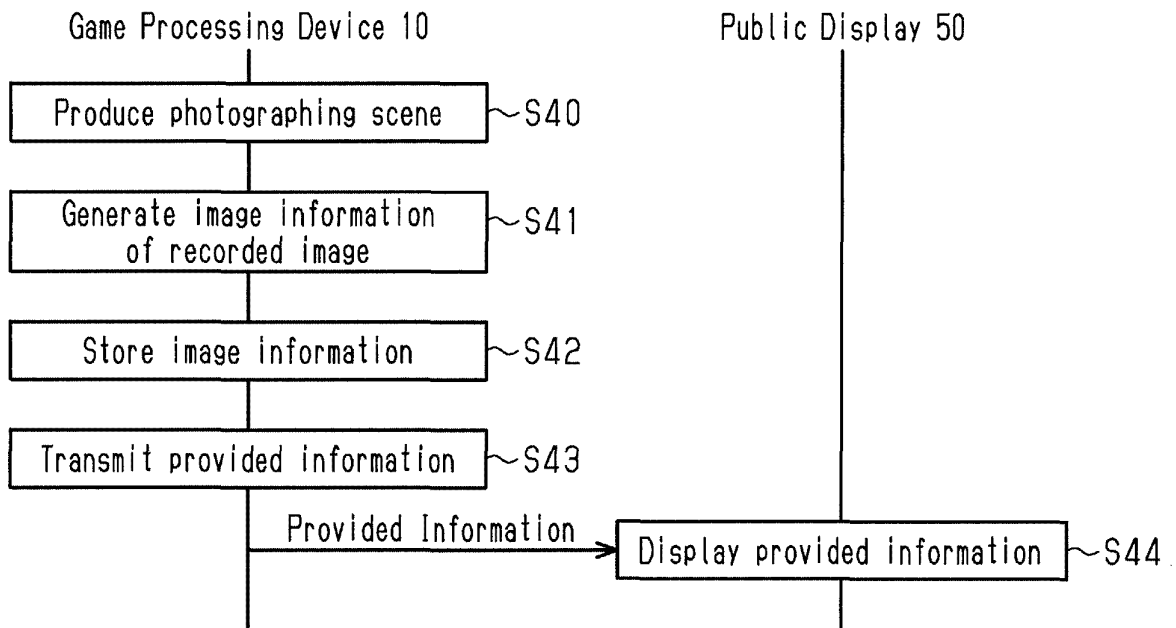 Game Processing Device 10
Public Display 50
Produce photographing scene
S40
Generate image information
of recorded image
S41
Store image information
S42
Transmit provided information
S43
Provided Information
Display provided information
S44